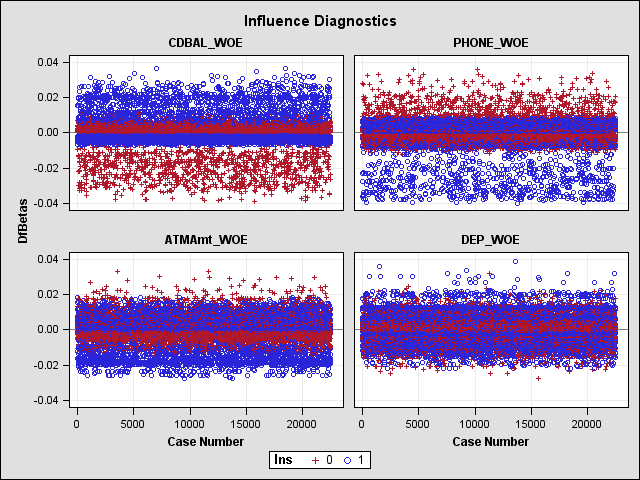 Influence Diagnostics
CDBAL_WOE
PHONE_WOE
0.04
0.02
0.00
-0.02
-0.04
DfBetas
ATMAmt_WOE
DEP_WOE
0.04
0.02
0.00
-0.02
-0.04
0 5000 10000 15000 20000
0 5000 10000 15000 20000
Case Number
Case Number
Ins + 0 ○ 1